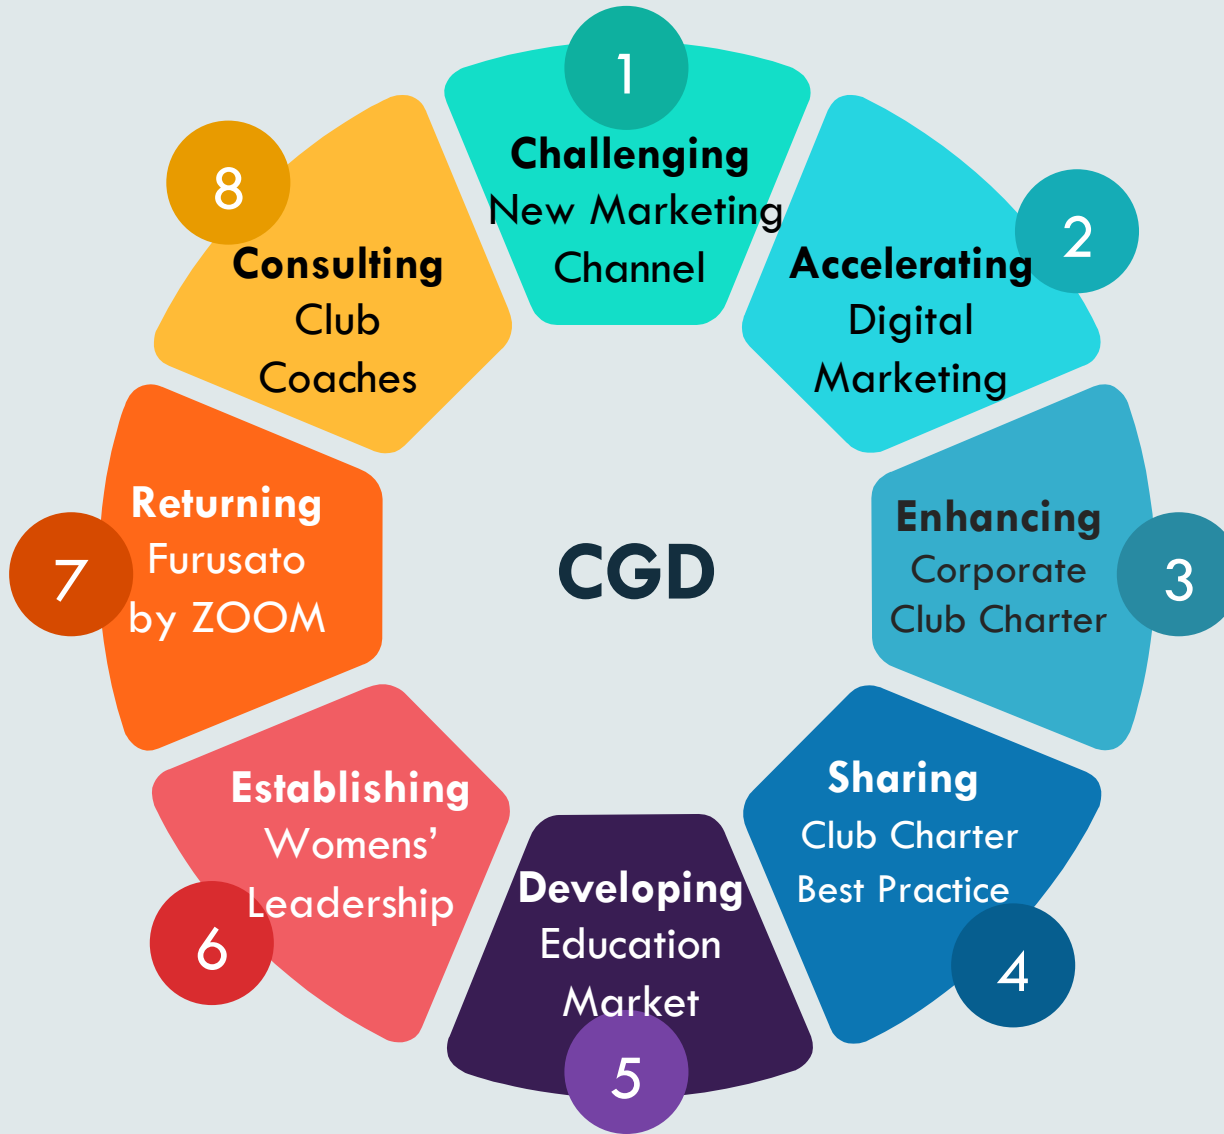 1
Challenging
New Marketing
Channel
2
Accelerating
Digital
Marketing
3
Enhancing
Corporate
Club Charter
4
Sharing
Club Charter
Best Practice
5
Developing
Education
Market
6
Establishing
Womens’
Leadership
7
Returning
Furusato
by ZOOM
8
Consulting
Club
Coaches
CGD